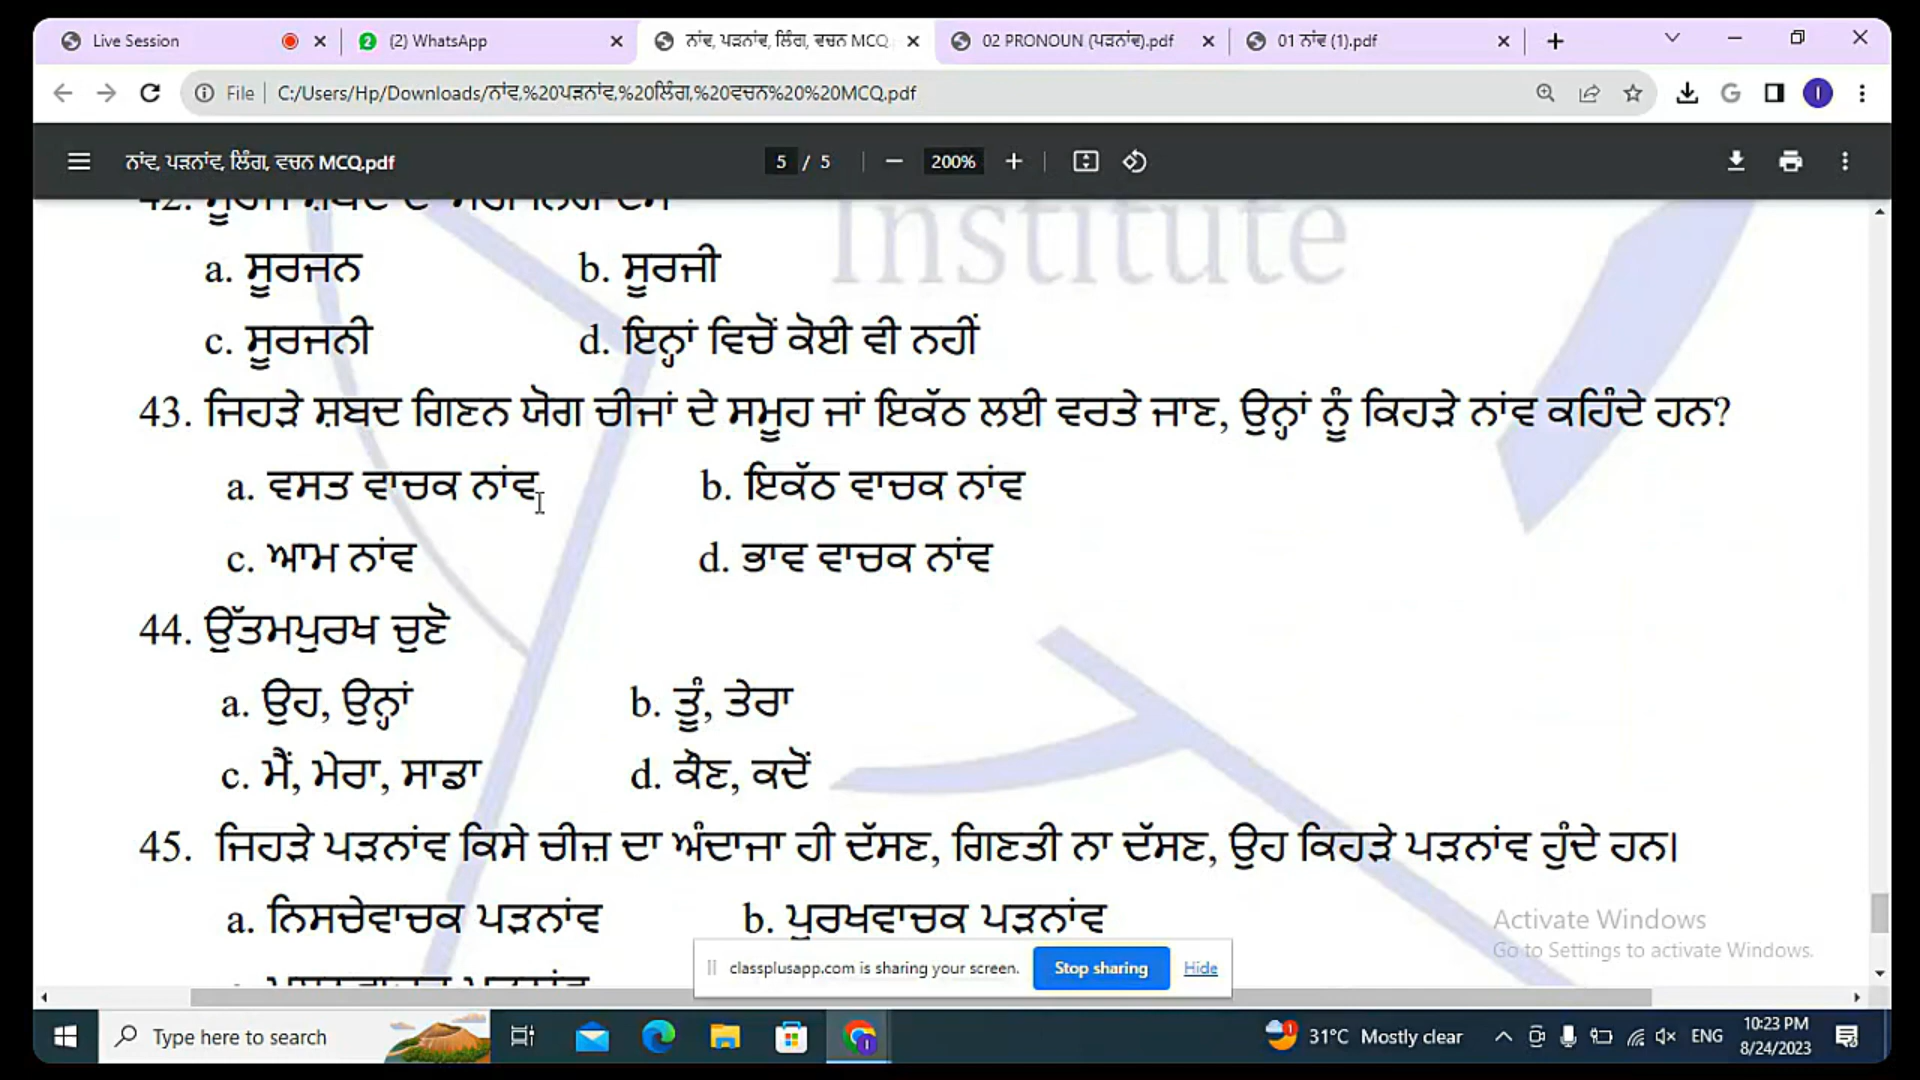 Live Session
(2) WhatsApp
ਨਾਂਵ, ਪੜਨਾਂਵ, ਲਿੰਗ, ਵਚਨ MCQ
02 PRONOUN (ਪੜਨਾਂਵ).pdf
01 ਨਾਂਵ (1).pdf
File
C:/Users/Hp/Downloads/ਨਾਂਵ,%20ਪੜਨਾਂਵ,%20ਲਿੰਗ,%20ਵਚਨ%20%20MCQ.pdf
ਨਾਂਵ, ਪੜਨਾਂਵ, ਲਿੰਗ, ਵਚਨ MCQ.pdf
5 / 5
200%
Institute
42.
a. ਸੂਰਜਨ b. ਸੂਰਜੀ
c. ਸੂਰਜਨੀ d. ਇਨ੍ਹਾਂ ਵਿਚੋਂ ਕੋਈ ਵੀ ਨਹੀਂ
43. ਜਿਹੜੇ ਸ਼ਬਦ ਗਿਣਨ ਯੋਗ ਚੀਜਾਂ ਦੇ ਸਮੂਹ ਜਾਂ ਇਕੱਠ ਲਈ ਵਰਤੇ ਜਾਣ, ਉਨ੍ਹਾਂ ਨੂੰ ਕਿਹੜੇ ਨਾਂਵ ਕਹਿੰਦੇ ਹਨ?
a. ਵਸਤ ਵਾਚਕ ਨਾਂਵ b. ਇਕੱਠ ਵਾਚਕ ਨਾਂਵ
c. ਆਮ ਨਾਂਵ d. ਭਾਵ ਵਾਚਕ ਨਾਂਵ
44. ਉੱਤਮਪੁਰਖ ਚੁਣੋ
a. ਉਹ, ਉਨ੍ਹਾਂ b. ਤੂੰ, ਤੇਰਾ
c. ਮੈਂ, ਮੇਰਾ, ਸਾਡਾ d. ਕੌਣ, ਕਦੋਂ
45. ਜਿਹੜੇ ਪੜਨਾਂਵ ਕਿਸੇ ਚੀਜ਼ ਦਾ ਅੰਦਾਜਾ ਹੀ ਦੱਸਣ, ਗਿਣਤੀ ਨਾ ਦੱਸਣ, ਉਹ ਕਿਹੜੇ ਪੜਨਾਂਵ ਹੁੰਦੇ ਹਨ।
a. ਨਿਸਚੇਵਾਚਕ ਪੜਨਾਂਵ b. ਪੁਰਖਵਾਚਕ ਪੜਨਾਂਵ
Activate Windows
Go to Settings to activate Windows.
classplusapp.com is sharing your screen. Stop sharing Hide
Type here to search
31°C Mostly clear
ENG
10:23 PM
8/24/2023